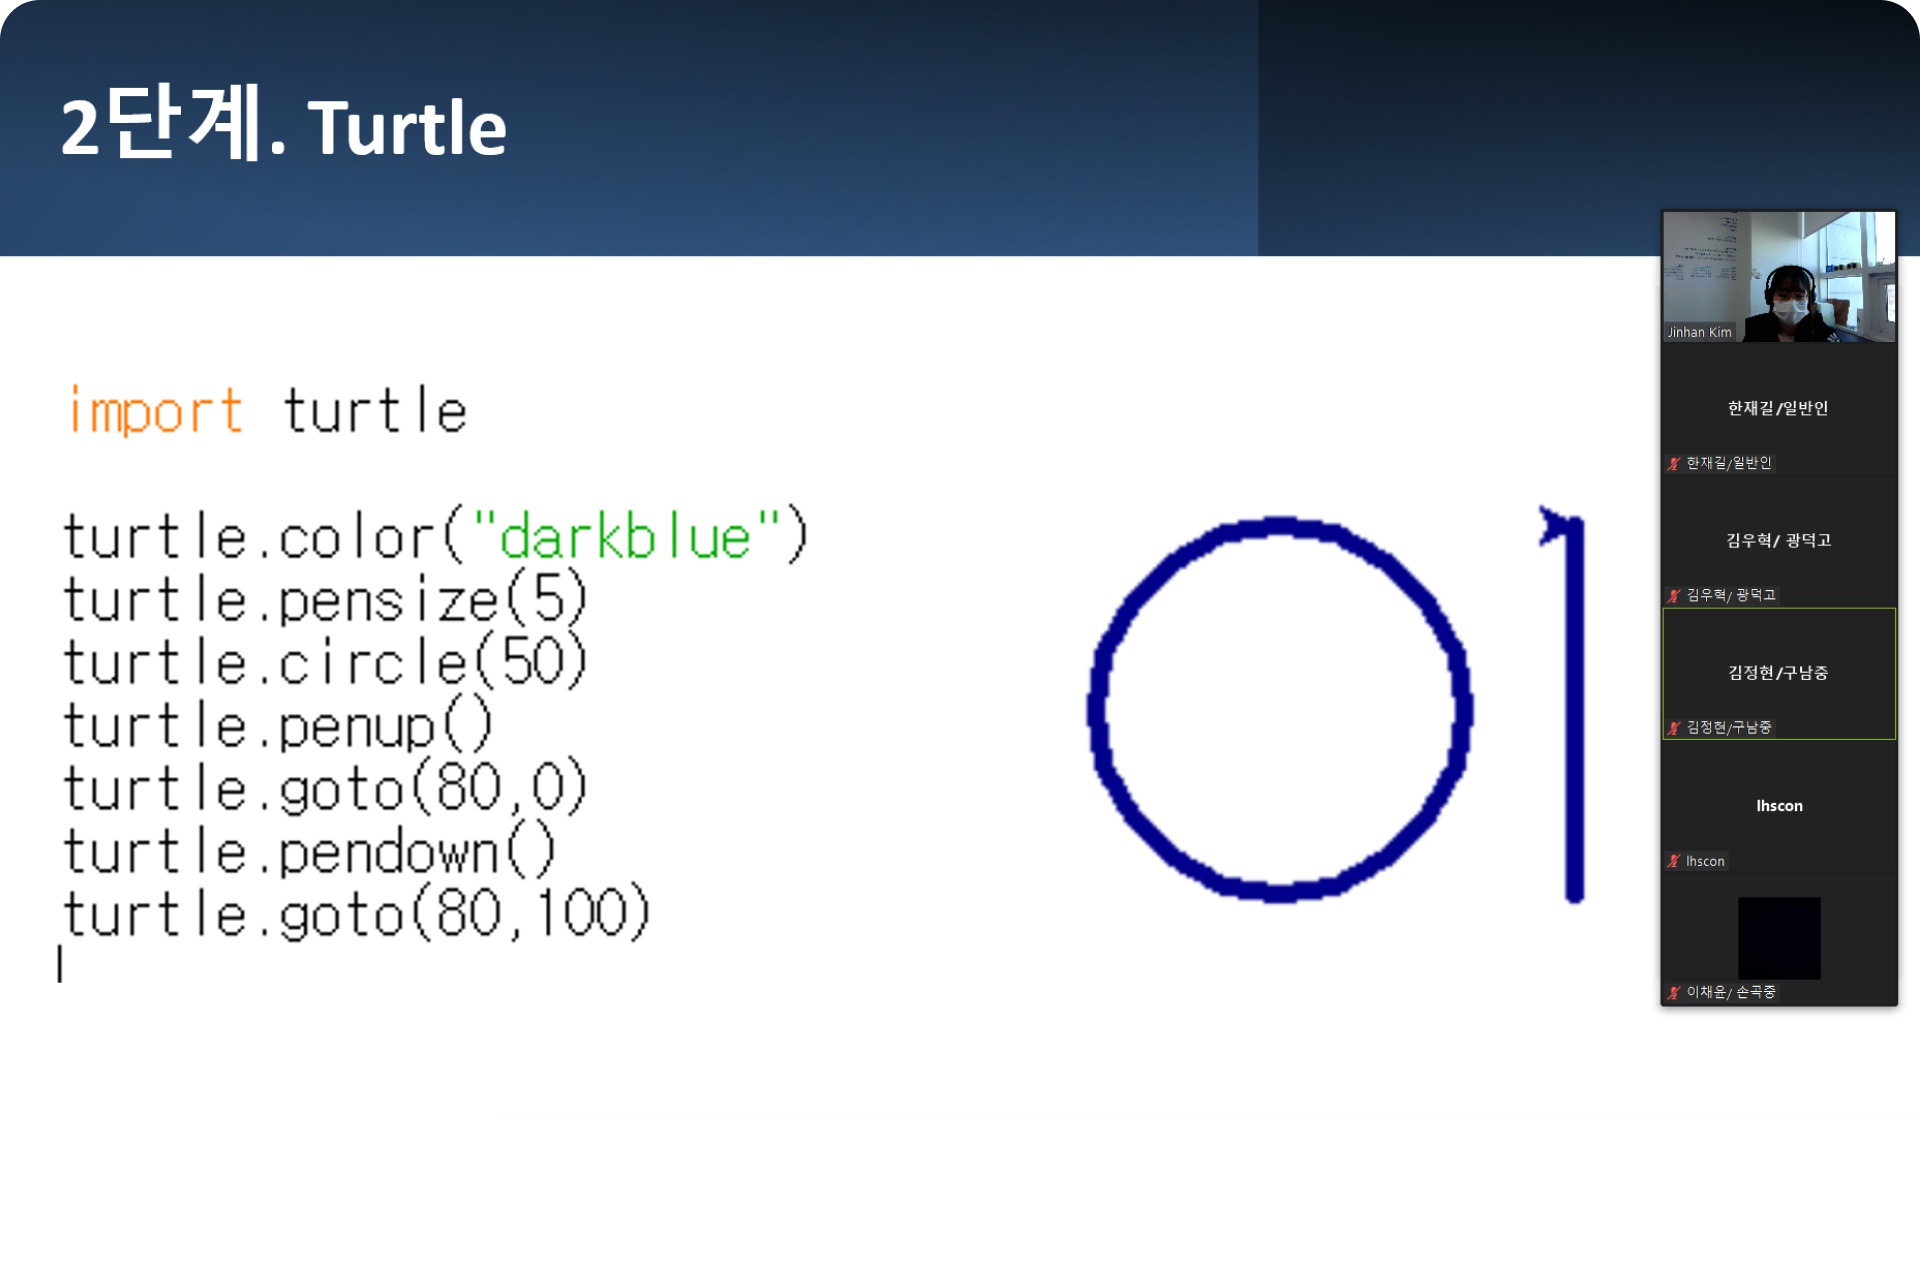 2단계. Turtle
import turtle
turtle.color("darkblue")
turtle.pensize(5)
turtle.circle(50)
turtle.penup()
turtle.goto(80,0)
turtle.pendown()
turtle.goto(80,100)
Jinhan Kim
한재길/일반인
한재길/일반인
김우혁/ 광덕고
김우혁/ 광덕고
김정현/구남중
김정현/구남중
lhscon
lhscon
이채윤/ 손곡중